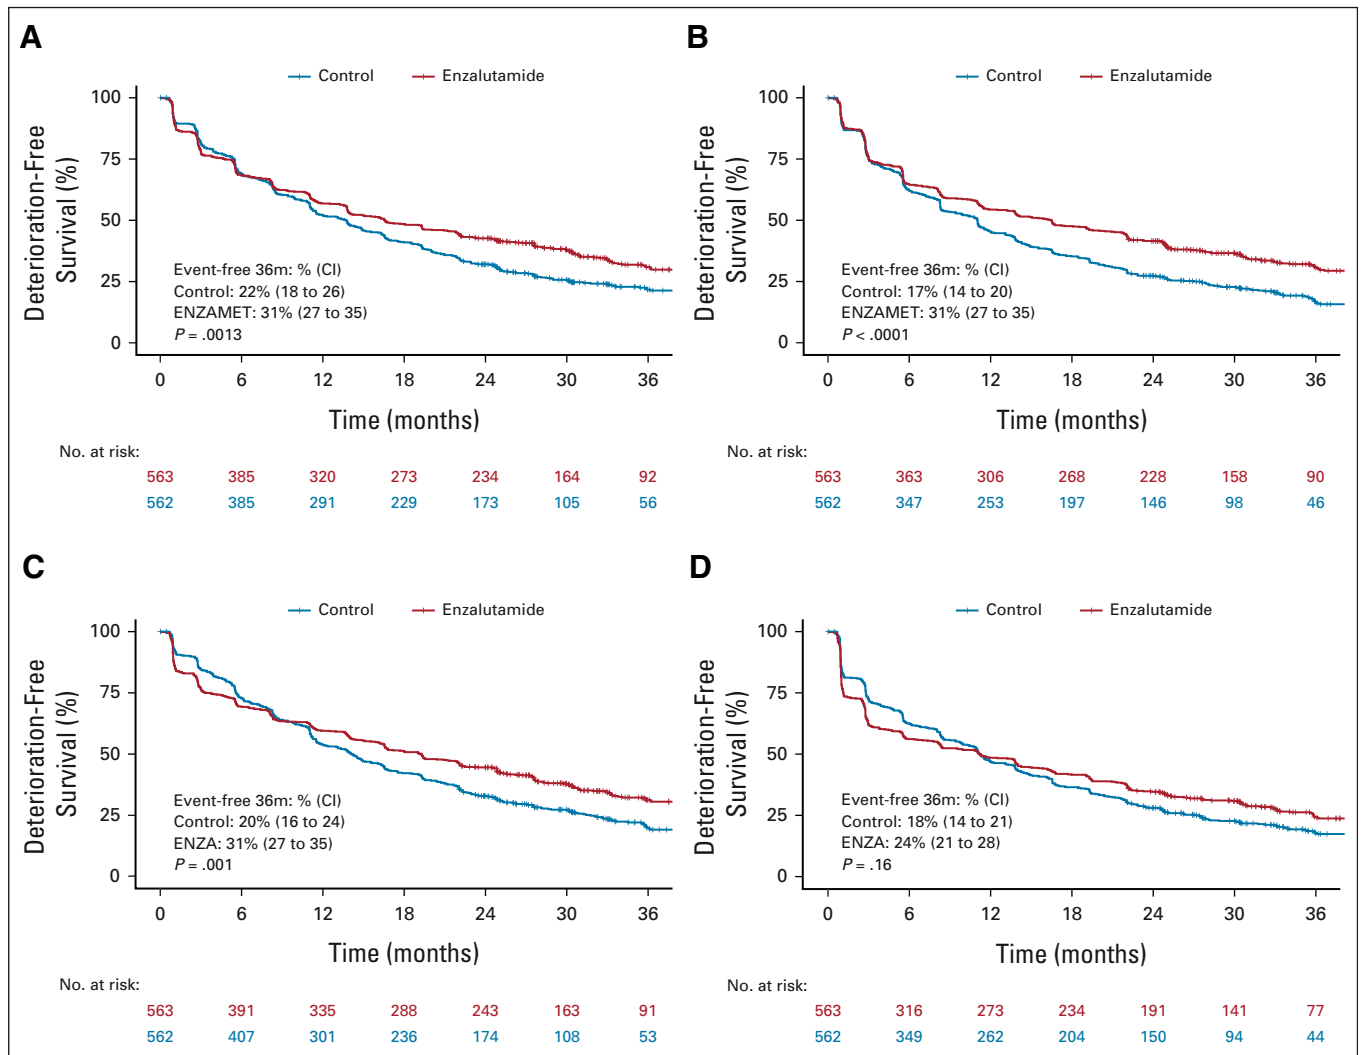 A
Control Enzalutamide
Deterioration-Free
Survival (%)
100
75
50
25
0
Event-free 36m: % (CI)
Control: 22% (18 to 26)
ENZAMET: 31% (27 to 35)
P = .0013
0 6 12 18 24 30 36
Time (months)
No. at risk:
563 385 320 273 234 164 92
562 385 291 229 173 105 56
B
Control Enzalutamide
Deterioration-Free
Survival (%)
100
75
50
25
0
Event-free 36m: % (CI)
Control: 17% (14 to 20)
ENZAMET: 31% (27 to 35)
P < .0001
0 6 12 18 24 30 36
Time (months)
No. at risk:
563 363 306 268 228 158 90
562 347 253 197 146 98 46
C
Control Enzalutamide
Deterioration-Free
Survival (%)
100
75
50
25
0
Event-free 36m: % (CI)
Control: 20% (16 to 24)
ENZA: 31% (27 to 35)
P = .001
0 6 12 18 24 30 36
Time (months)
No. at risk:
563 391 335 288 243 163 91
562 407 301 236 174 108 53
D
Control Enzalutamide
Deterioration-Free
Survival (%)
100
75
50
25
0
Event-free 36m: % (CI)
Control: 18% (14 to 21)
ENZA: 24% (21 to 28)
P = .16
0 6 12 18 24 30 36
Time (months)
No. at risk:
563 316 273 234 191 141 77
562 349 262 204 150 94 44